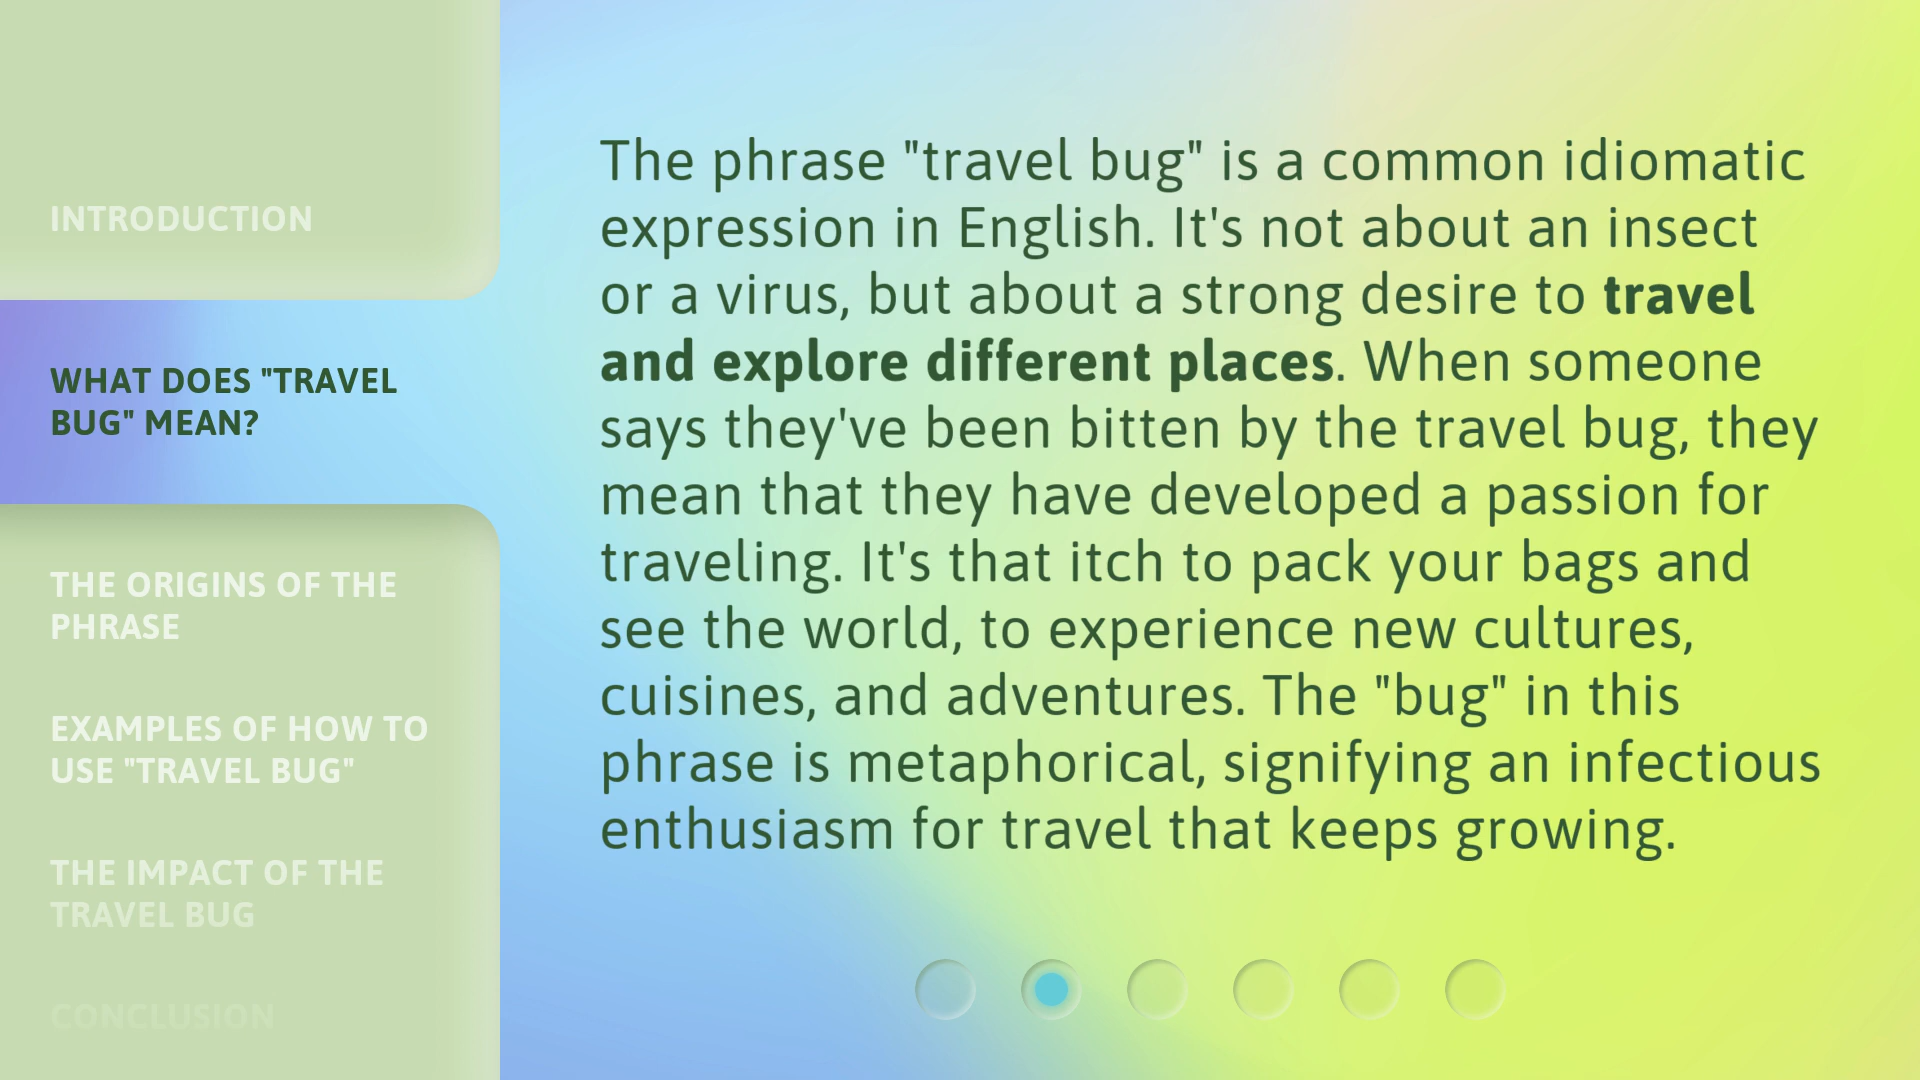 INTRODUCTION
WHAT DOES "TRAVEL
BUG" MEAN?
THE ORIGINS OF THE
PHRASE
EXAMPLES OF HOW TO
USE "TRAVEL BUG"
THE IMPACT OF THE
TRAVEL BUG
CONCLUSION
The phrase "travel bug" is a common idiomatic
expression in English. It's not about an insect
or a virus, but about a strong desire to travel
and explore different places. When someone
says they've been bitten by the travel bug, they
mean that they have developed a passion for
traveling. It's that itch to pack your bags and
see the world, to experience new cultures,
cuisines, and adventures. The "bug" in this
phrase is metaphorical, signifying an infectious
enthusiasm for travel that keeps growing.